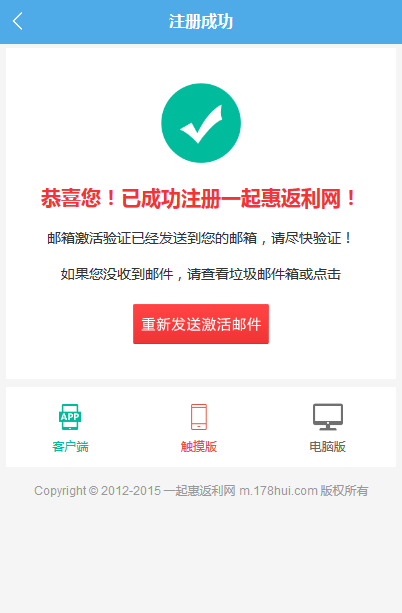 注册成功
恭喜您！已成功注册一起惠返利网！
邮箱激活验证已经发送到您的邮箱，请尽快验证！
如果您没收到邮件，请查看垃圾邮件箱或点击
重新发送激活邮件
APP
客户端 触摸版 电脑版
Copyright © 2012-2015 一起惠返利网 m.178hui.com 版权所有